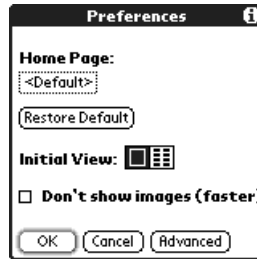 Preferences i
Home Page:
<Default>
Restore Default
Initial View:
Don't show images (faster)
OK Cancel Advanced